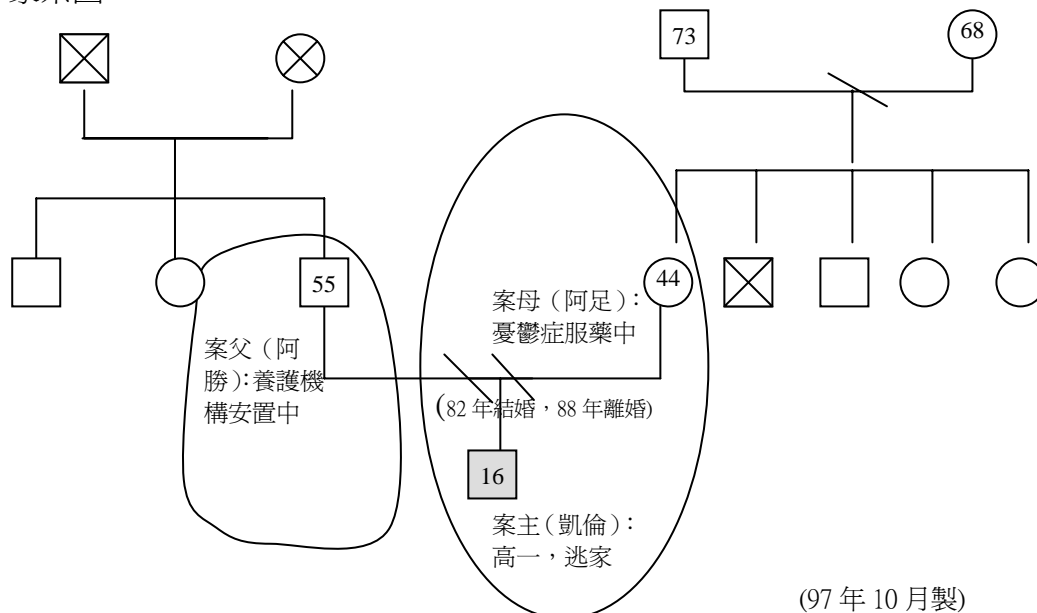 73
68
55
44
案母（阿足）：
憂鬱症服藥中
案父（阿
勝）:養護機
構安置中
(82 年結婚，88 年離婚)
16
案主(凱倫)：
高一，逃家
(97 年 10 月製)